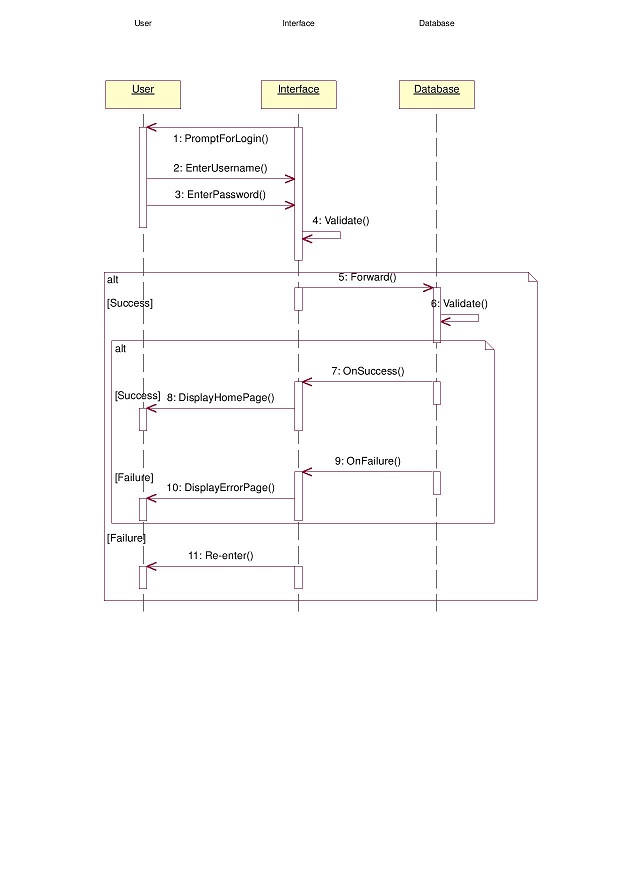 User Interface Database
User Interface Database
1: PromptForLogin()
2: EnterUsername()
3: EnterPassword()
4: Validate()
alt
5: Forward()
[Success]
6: Validate()
alt
7: OnSuccess()
[Success]
8: DisplayHomePage()
9: OnFailure()
[Failure]
10: DisplayErrorPage()
[Failure]
11: Re-enter()